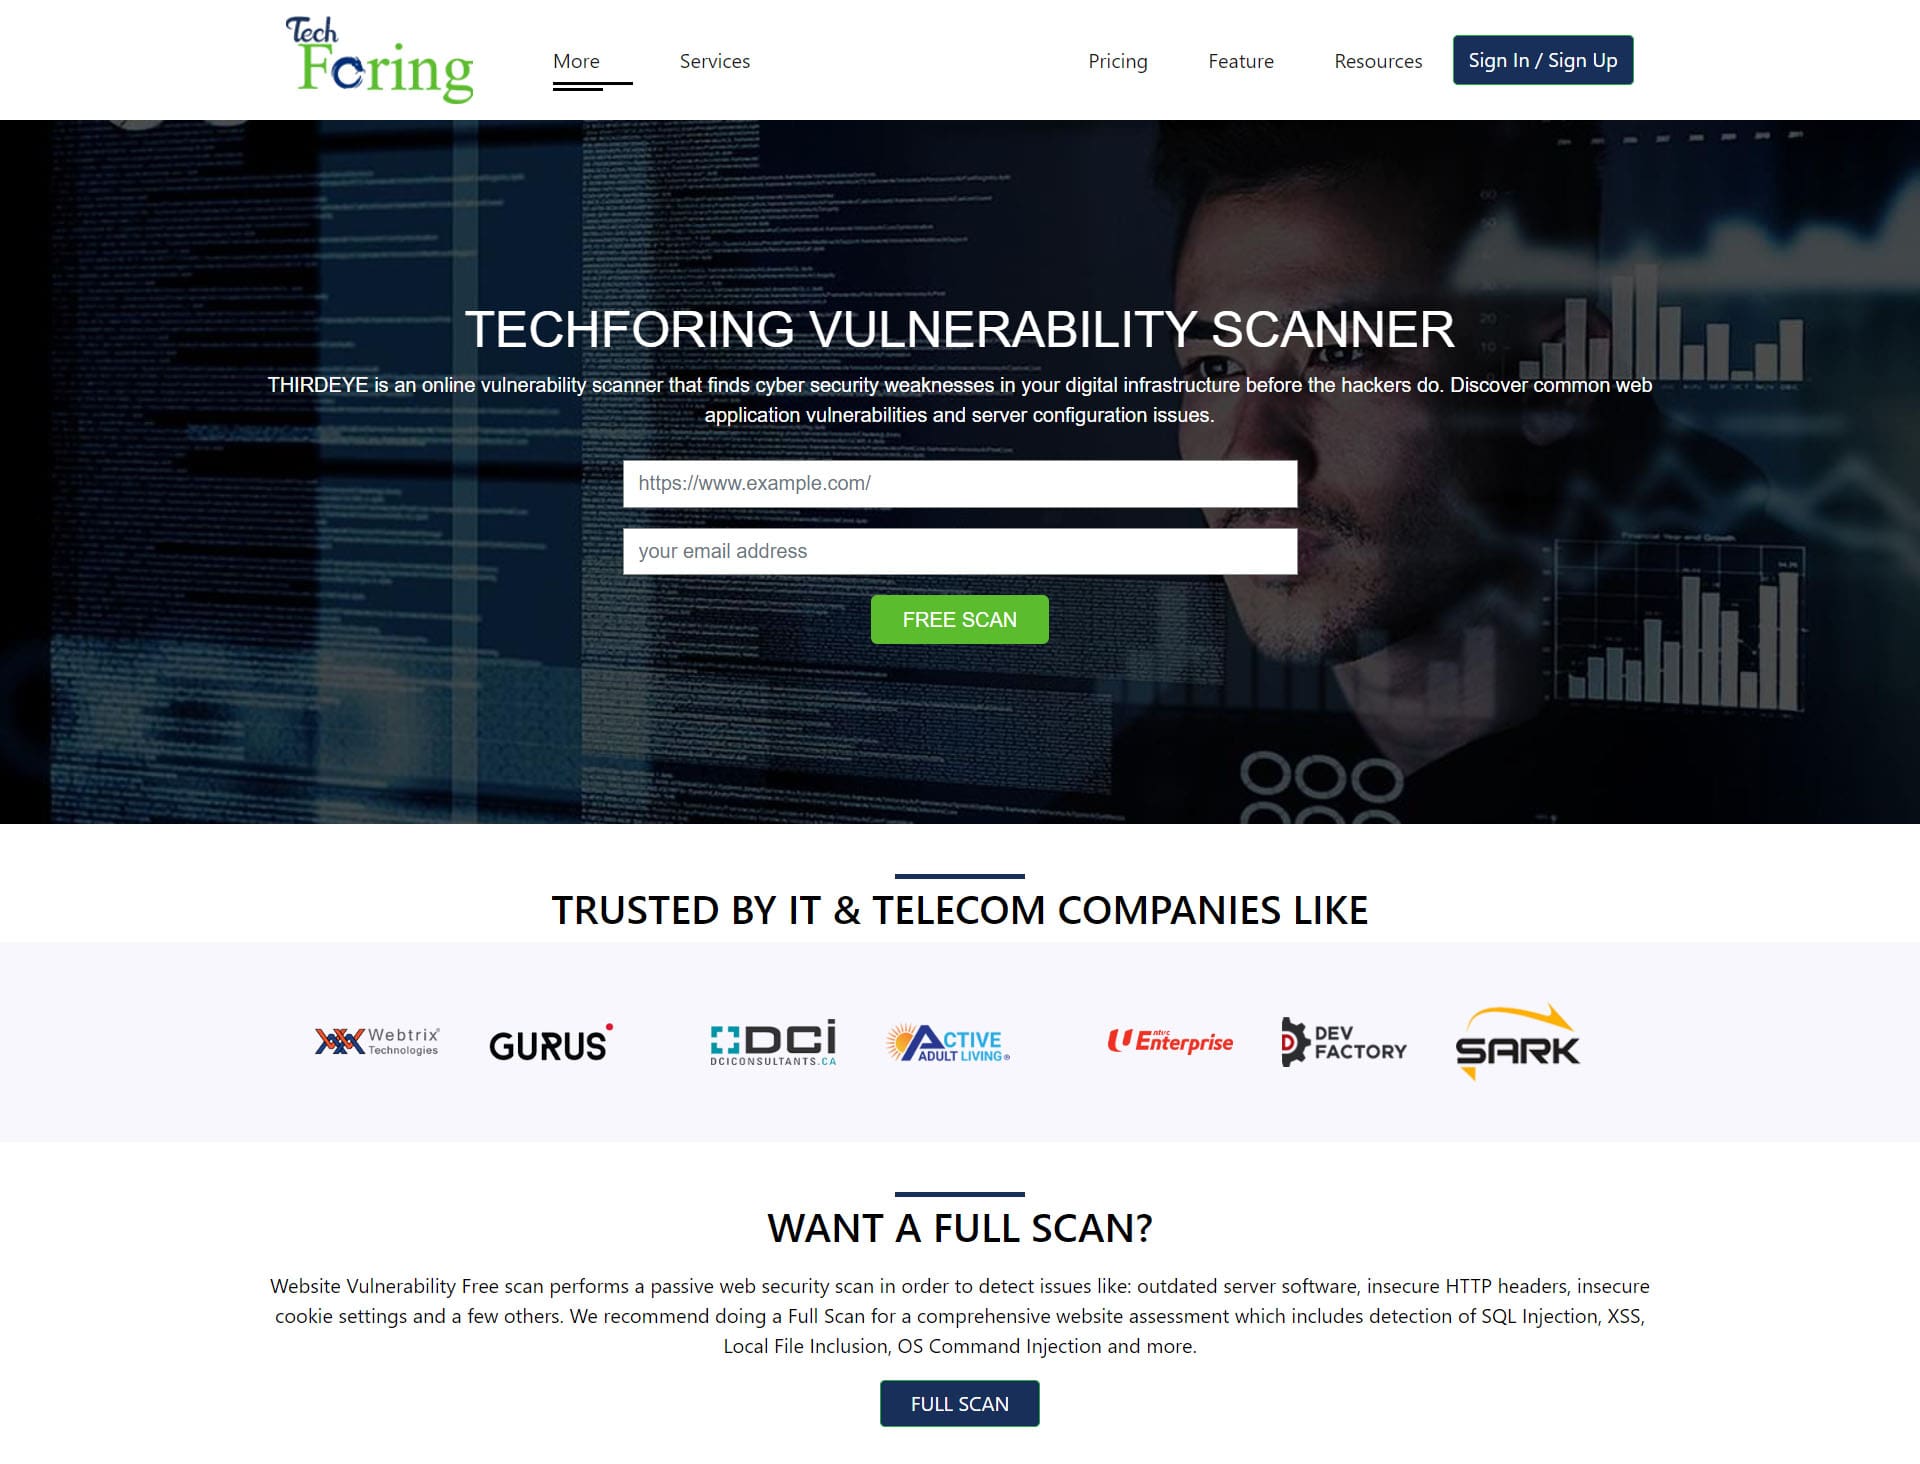 Tech
Foring
More
Services
Pricing
Feature
Resources
Sign In / Sign Up
TECHFORING VULNERABILITY SCANNER
THIRDEYE is an online vulnerability scanner that finds cyber security weaknesses in your digital infrastructure before the hackers do. Discover common web
application vulnerabilities and server configuration issues.
https://www.example.com/
your email address
FREE SCAN
Financial Year and Growth
TRUSTED BY IT & TELECOM COMPANIES LIKE
Webtrix®
Technologies
GURUS
DCI
DCICONSULTANTS.CA
ACTIVE
ADULT LIVING®
ntuc
U Enterprise
D DEV
FACTORY
SARK
WANT A FULL SCAN?
Website Vulnerability Free scan performs a passive web security scan in order to detect issues like: outdated server software, insecure HTTP headers, insecure
cookie settings and a few others. We recommend doing a Full Scan for a comprehensive website assessment which includes detection of SQL Injection, XSS,
Local File Inclusion, OS Command Injection and more.
FULL SCAN